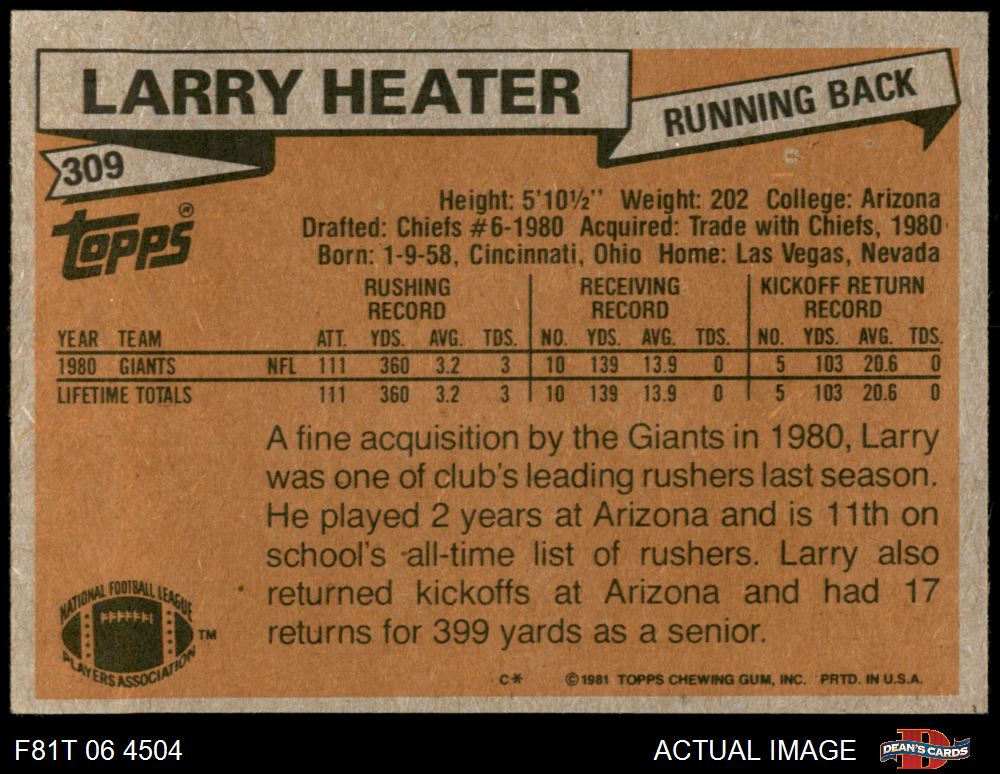 LARRY HEATER
RUNNING BACK
309
TOPPS®
Height: 5'10½'' Weight: 202 College: Arizona
Drafted: Chiefs #6-1980 Acquired: Trade with Chiefs, 1980
Born: 1-9-58, Cincinnati, Ohio Home: Las Vegas, Nevada
RUSHING RECORD RECEIVING RECORD KICKOFF RETURN RECORD
YEAR TEAM ATT. YDS. AVG. TDS. NO. YDS. AVG. TDS. NO. YDS. AVG. TDS.
1980 GIANTS NFL 111 360 3.2 3 10 139 13.9 0 5 103 20.6 0
LIFETIME TOTALS 111 360 3.2 3 10 139 13.9 0 5 103 20.6 0
A fine acquisition by the Giants in 1980, Larry
was one of club's leading rushers last season.
He played 2 years at Arizona and is 11th on
school's all-time list of rushers. Larry also
returned kickoffs at Arizona and had 17
returns for 399 yards as a senior.
NATIONAL FOOTBALL LEAGUE
PLAYERS ASSOCIATION
TM
C* ©1981 TOPPS CHEWING GUM, INC. PRTD. IN U.S.A.
F81T 06 4504
ACTUAL IMAGE
DEAN'S CARDS